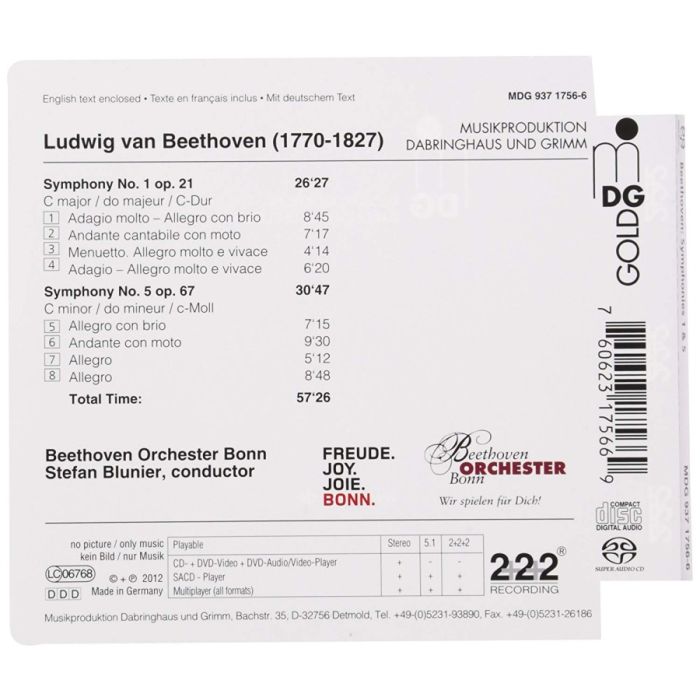 English text enclosed • Texte en français inclus • Mit deutschem Text
MDG 937 1756-6
Ludwig van Beethoven (1770-1827)
MUSIKPRODUKTION
DABRINGHAUS UND GRIMM
Symphony No. 1 op. 21 26‘27
C major / do majeur / C-Dur
1 Adagio molto – Allegro con brio 8‘45
2 Andante cantabile con moto 7‘17
3 Menuetto. Allegro molto e vivace 4‘14
4 Adagio – Allegro molto e vivace 6‘20
Symphony No. 5 op. 67 30‘47
C minor / do mineur / c-Moll
5 Allegro con brio 7‘15
6 Andante con moto 9‘30
7 Allegro 5‘12
8 Allegro 8‘48
Total Time: 57‘26
Beethoven Orchester Bonn
Stefan Blunier, conductor
FREUDE.
JOY.
JOIE.
BONN.
Beethoven
ORCHESTER
Bonn
Wir spielen für Dich!
no picture / only music
kein Bild / nur Musik
LC 06768
℗ + © 2012
Made in Germany
DDD
Playable Stereo 5.1 2+2+2
CD- + DVD-Video + DVD-Audio/Video-Player + - -
SACD - Player + + +
Multiplayer (all formats) + + +
2+2+2®
RECORDING
Musikproduktion Dabringhaus und Grimm, Bachstr. 35, D-32756 Detmold, Tel. +49-(0)5231-93890, Fax. +49-(0)5231-26186
DG
GOLD
7 60623 17566 9
COMPACT
disc
DIGITAL AUDIO
SUPER AUDIO CD
Beethoven: Symphonies 1 & 5
MDG 937 1756-6